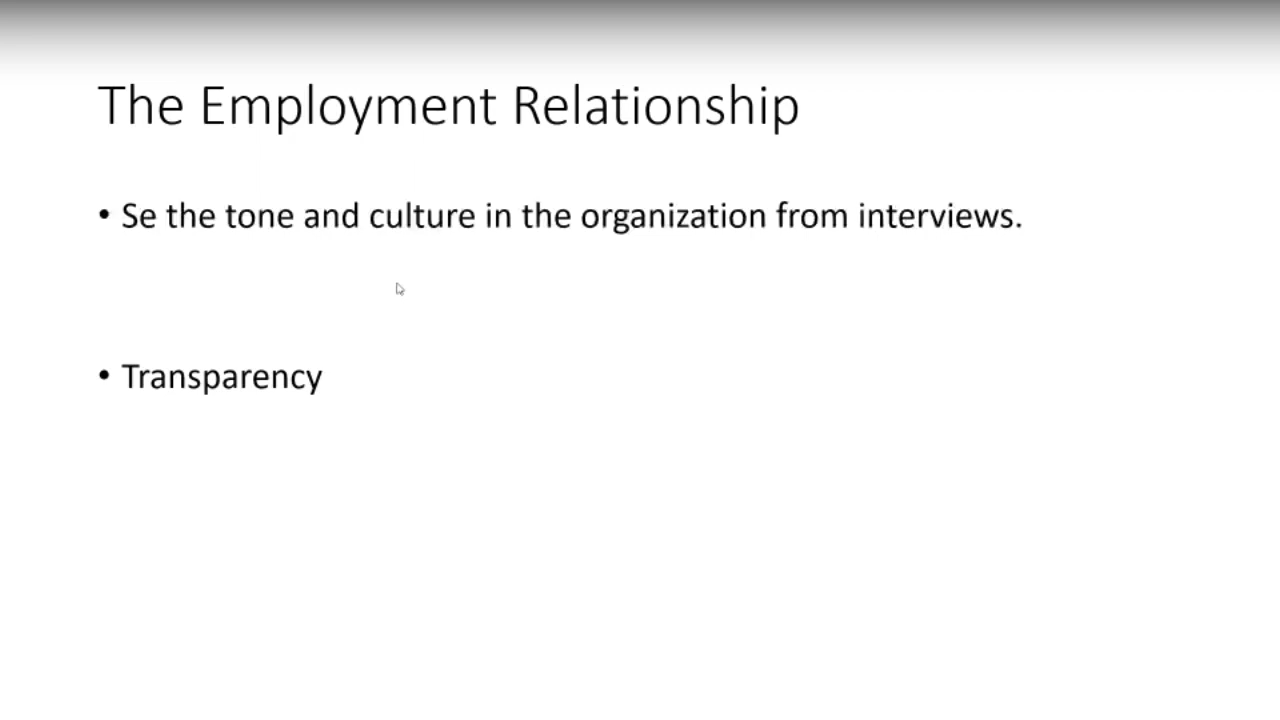 The Employment Relationship
• Se the tone and culture in the organization from interviews.
• Transparency